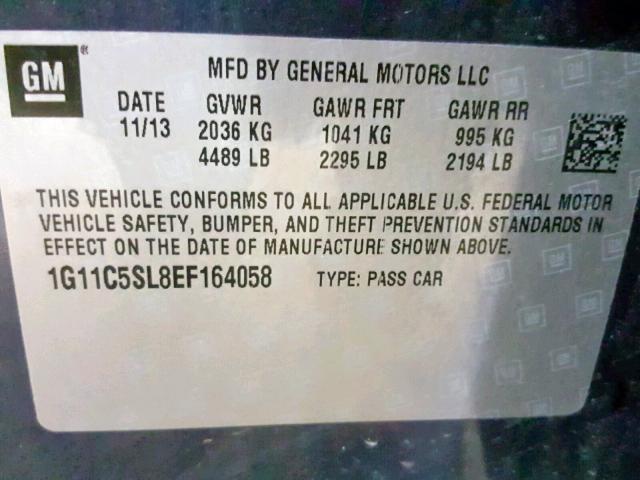 GM® MFD BY GENERAL MOTORS LLC
DATE GVWR GAWR FRT GAWR RR
11/13 2036 KG 1041 KG 995 KG
4489 LB 2295 LB 2194 LB
THIS VEHICLE CONFORMS TO ALL APPLICABLE U.S. FEDERAL MOTOR
VEHICLE SAFETY, BUMPER, AND THEFT PREVENTION STANDARDS IN
EFFECT ON THE DATE OF MANUFACTURE SHOWN ABOVE.
1G11C5SL8EF164058 TYPE: PASS CAR